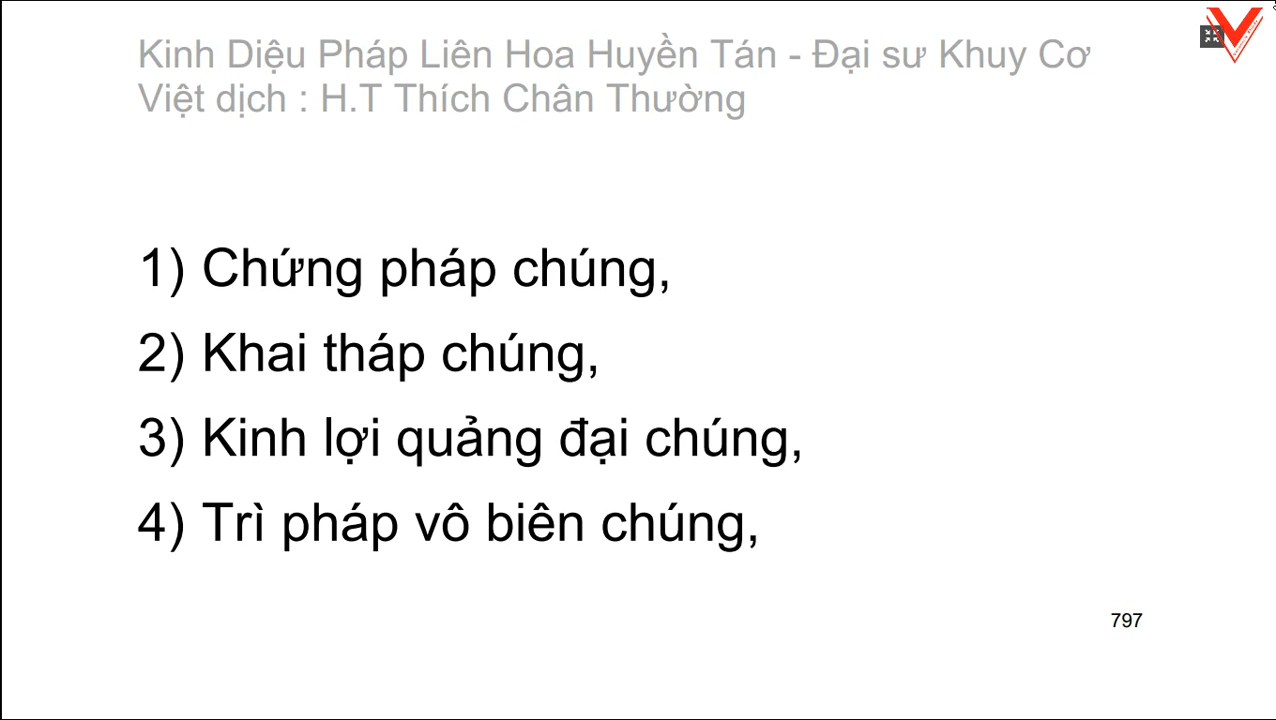 Kinh Diệu Pháp Liên Hoa Huyền Tán - Đại sư Khuy Cơ
Việt dịch : H.T Thích Chân Thường
1) Chứng pháp chúng,
2) Khai tháp chúng,
3) Kinh lợi quảng đại chúng,
4) Trì pháp vô biên chúng,
797